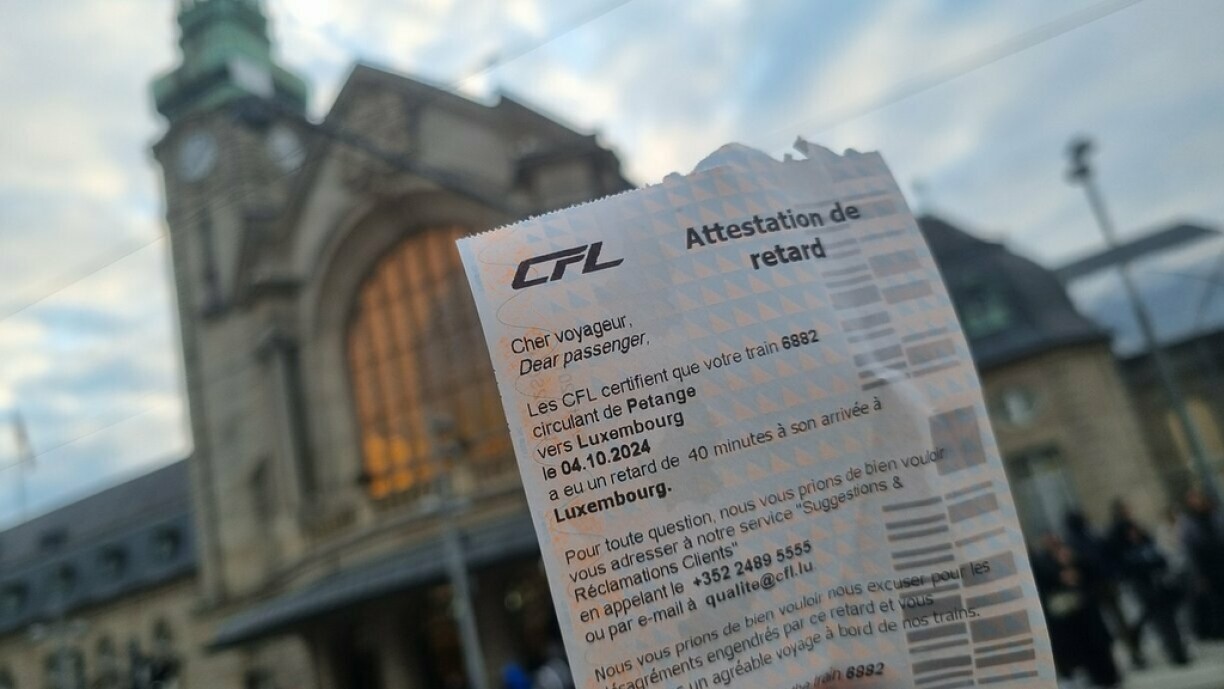 CFL
Attestation de
retard
Cher voyageur,
Dear passenger,
Les CFL certifient que votre train 6882
circulant de Petange
vers Luxembourg
le 04.10.2024
a eu un retard de 40 minutes à son arrivée à
Luxembourg.
Pour toute question, nous vous prions de bien vouloir
vous adresser à notre service "Suggestions &
Réclamations Clients"
en appelant le +352 2489 5555
ou par e-mail à qualite@cfl.lu
Nous vous prions de bien vouloir nous excuser pour les
désagréments engendrés par ce retard et vous
un agréable voyage à bord de nos trains.
train 6882